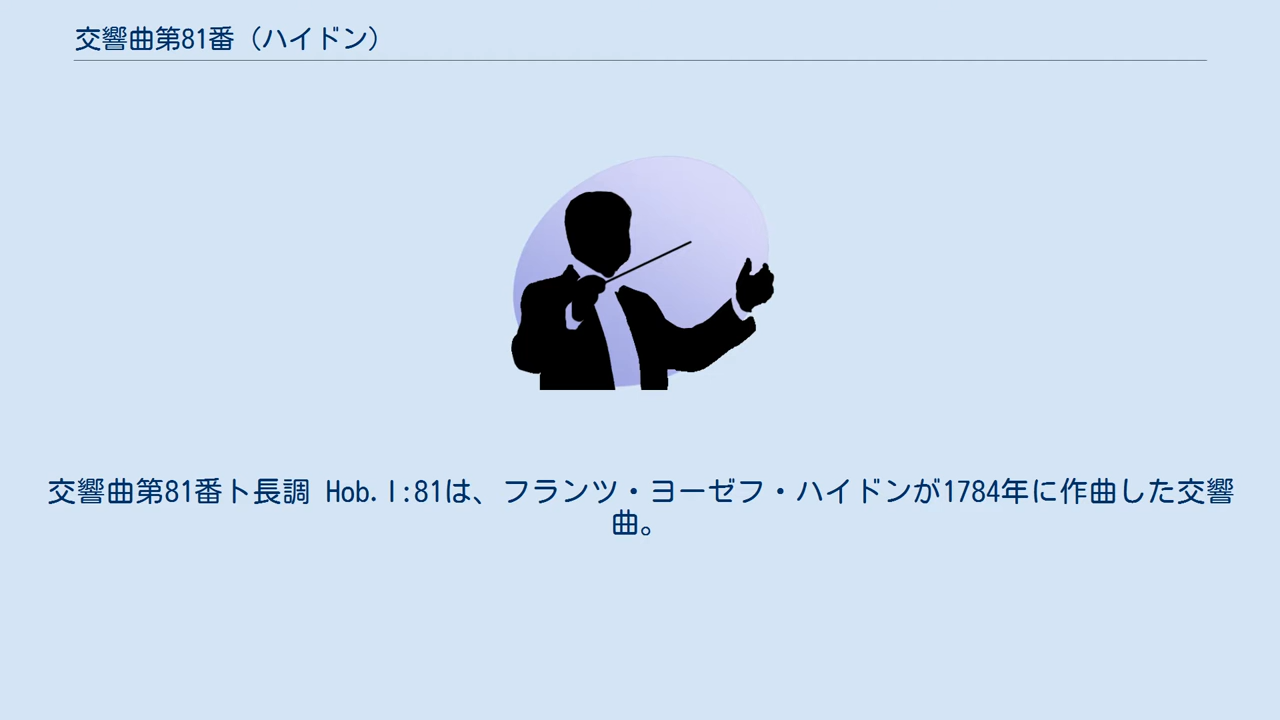 交響曲第81番（ハイドン）
交響曲第81番ト長調 Hob.I:81は、フランツ・ヨーゼフ・ハイドンが1784年に作曲した交響
曲。